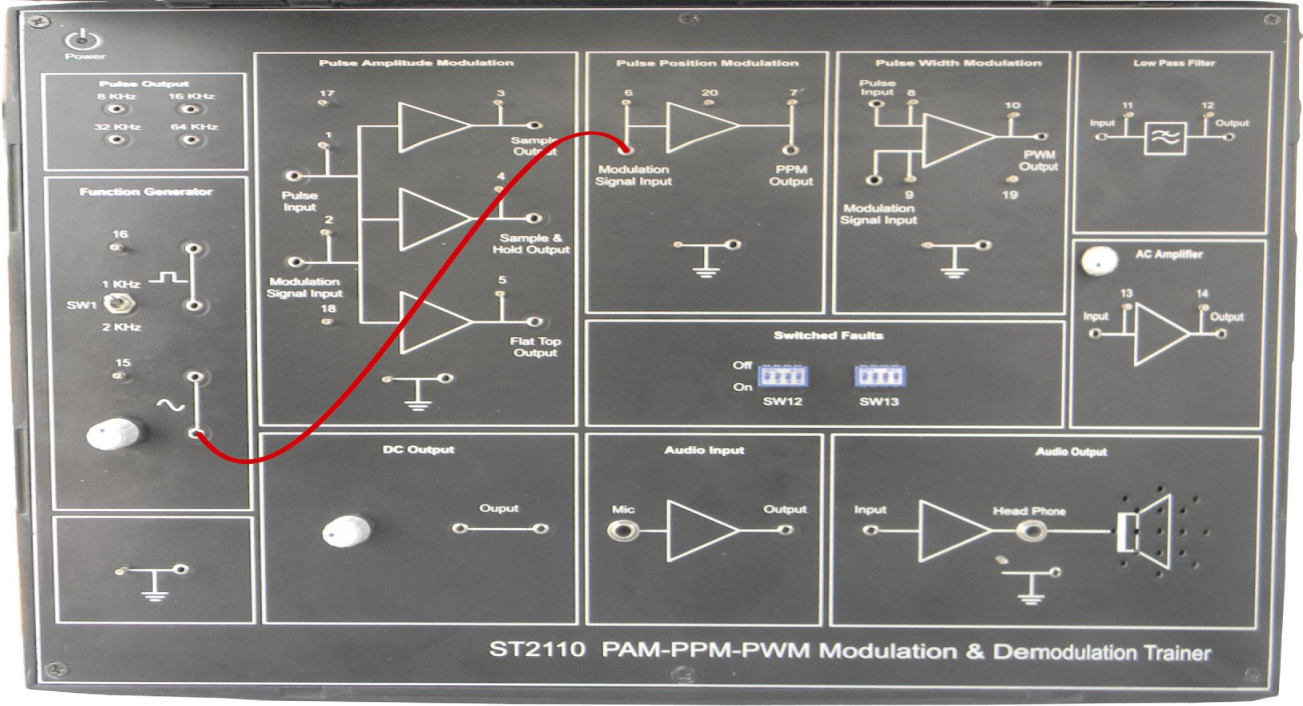 Power
Pulse Output
8 KHz 16 KHz
32 KHz 64 KHz
Function Generator
16
1 KHz
SW1
2 KHz
15
Pulse Amplitude Modulation
17
3
1
Sample
Output
Pulse
Input
4
2
Sample &
Hold Output
Modulation
Signal Input
5
18
Flat Top
Output
Pulse Position Modulation
6 20 7
Modulation
Signal Input
PPM
Output
Pulse Width Modulation
Pulse
Input
8
10
PWM
Output
9
19
Modulation
Signal Input
Low Pass Filter
11 12
Input Output
AC Amplifier
13 14
Input Output
Switched Faults
Off
On
SW12 SW13
DC Output
Ouput
Audio Input
Mic Output
Audio Output
Input Head Phone
ST2110 PAM-PPM-PWM Modulation & Demodulation Trainer